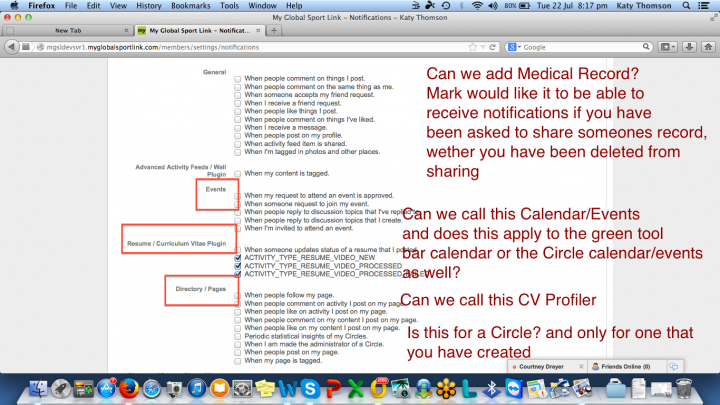 Firefox File Edit View History Bookmarks Tools Window Help 80% Tue 22 Jul 8:17 pm Katy Thomson
My Global Sport Link – Notifications – Katy Thomson
New Tab my My Global Sport Link – Notificat...
mgsldevsvr1.myglobalsportlink.com/members/settings/notifications Google
General
When people comment on things I post.
When people comment on the same thing as me.
When someone accepts my friend request.
When I receive a friend request.
When people like things I post.
When people comment on things I've liked.
When I receive a message.
When people post on my profile.
When activity feed item is shared.
When I'm tagged in photos and other places.
Can we add Medical Record?
Mark would like it to be able to
receive notifications if you have
been asked to share someones record,
wether you have been deleted from
sharing
Advanced Activity Feeds / Wall
Plugin
When my content is tagged.
Events
When my request to attend an event is approved.
When someone request to join my event.
When people reply to discussion topics that I've replied
When people reply to discussion topics that I create.
When I'm invited to attend an event.
Can we call this Calendar/Events
and does this apply to the green tool
bar calendar or the Circle calendar/events
as well?
Resume / Curriculum Vitae Plugin
When someone updates status of a resume that I posted.
ACTIVITY_TYPE_RESUME_VIDEO_NEW
ACTIVITY_TYPE_RESUME_VIDEO_PROCESSED
ACTIVITY_TYPE_RESUME_VIDEO_PROCESSED
Can we call this CV Profiler
Directory / Pages
When people follow my page.
When people comment on activity I post on my page.
When people like on activity I post on my page.
When people comment on my content I post on my page.
When people like on my content I post on my page.
Periodic statistical insights of my Circles.
When I am made the administrator of a Circle.
When people post on my page.
When my page is tagged.
Is this for a Circle? and only for one that
you have created
Courtney Dreyer Friends Online (0)